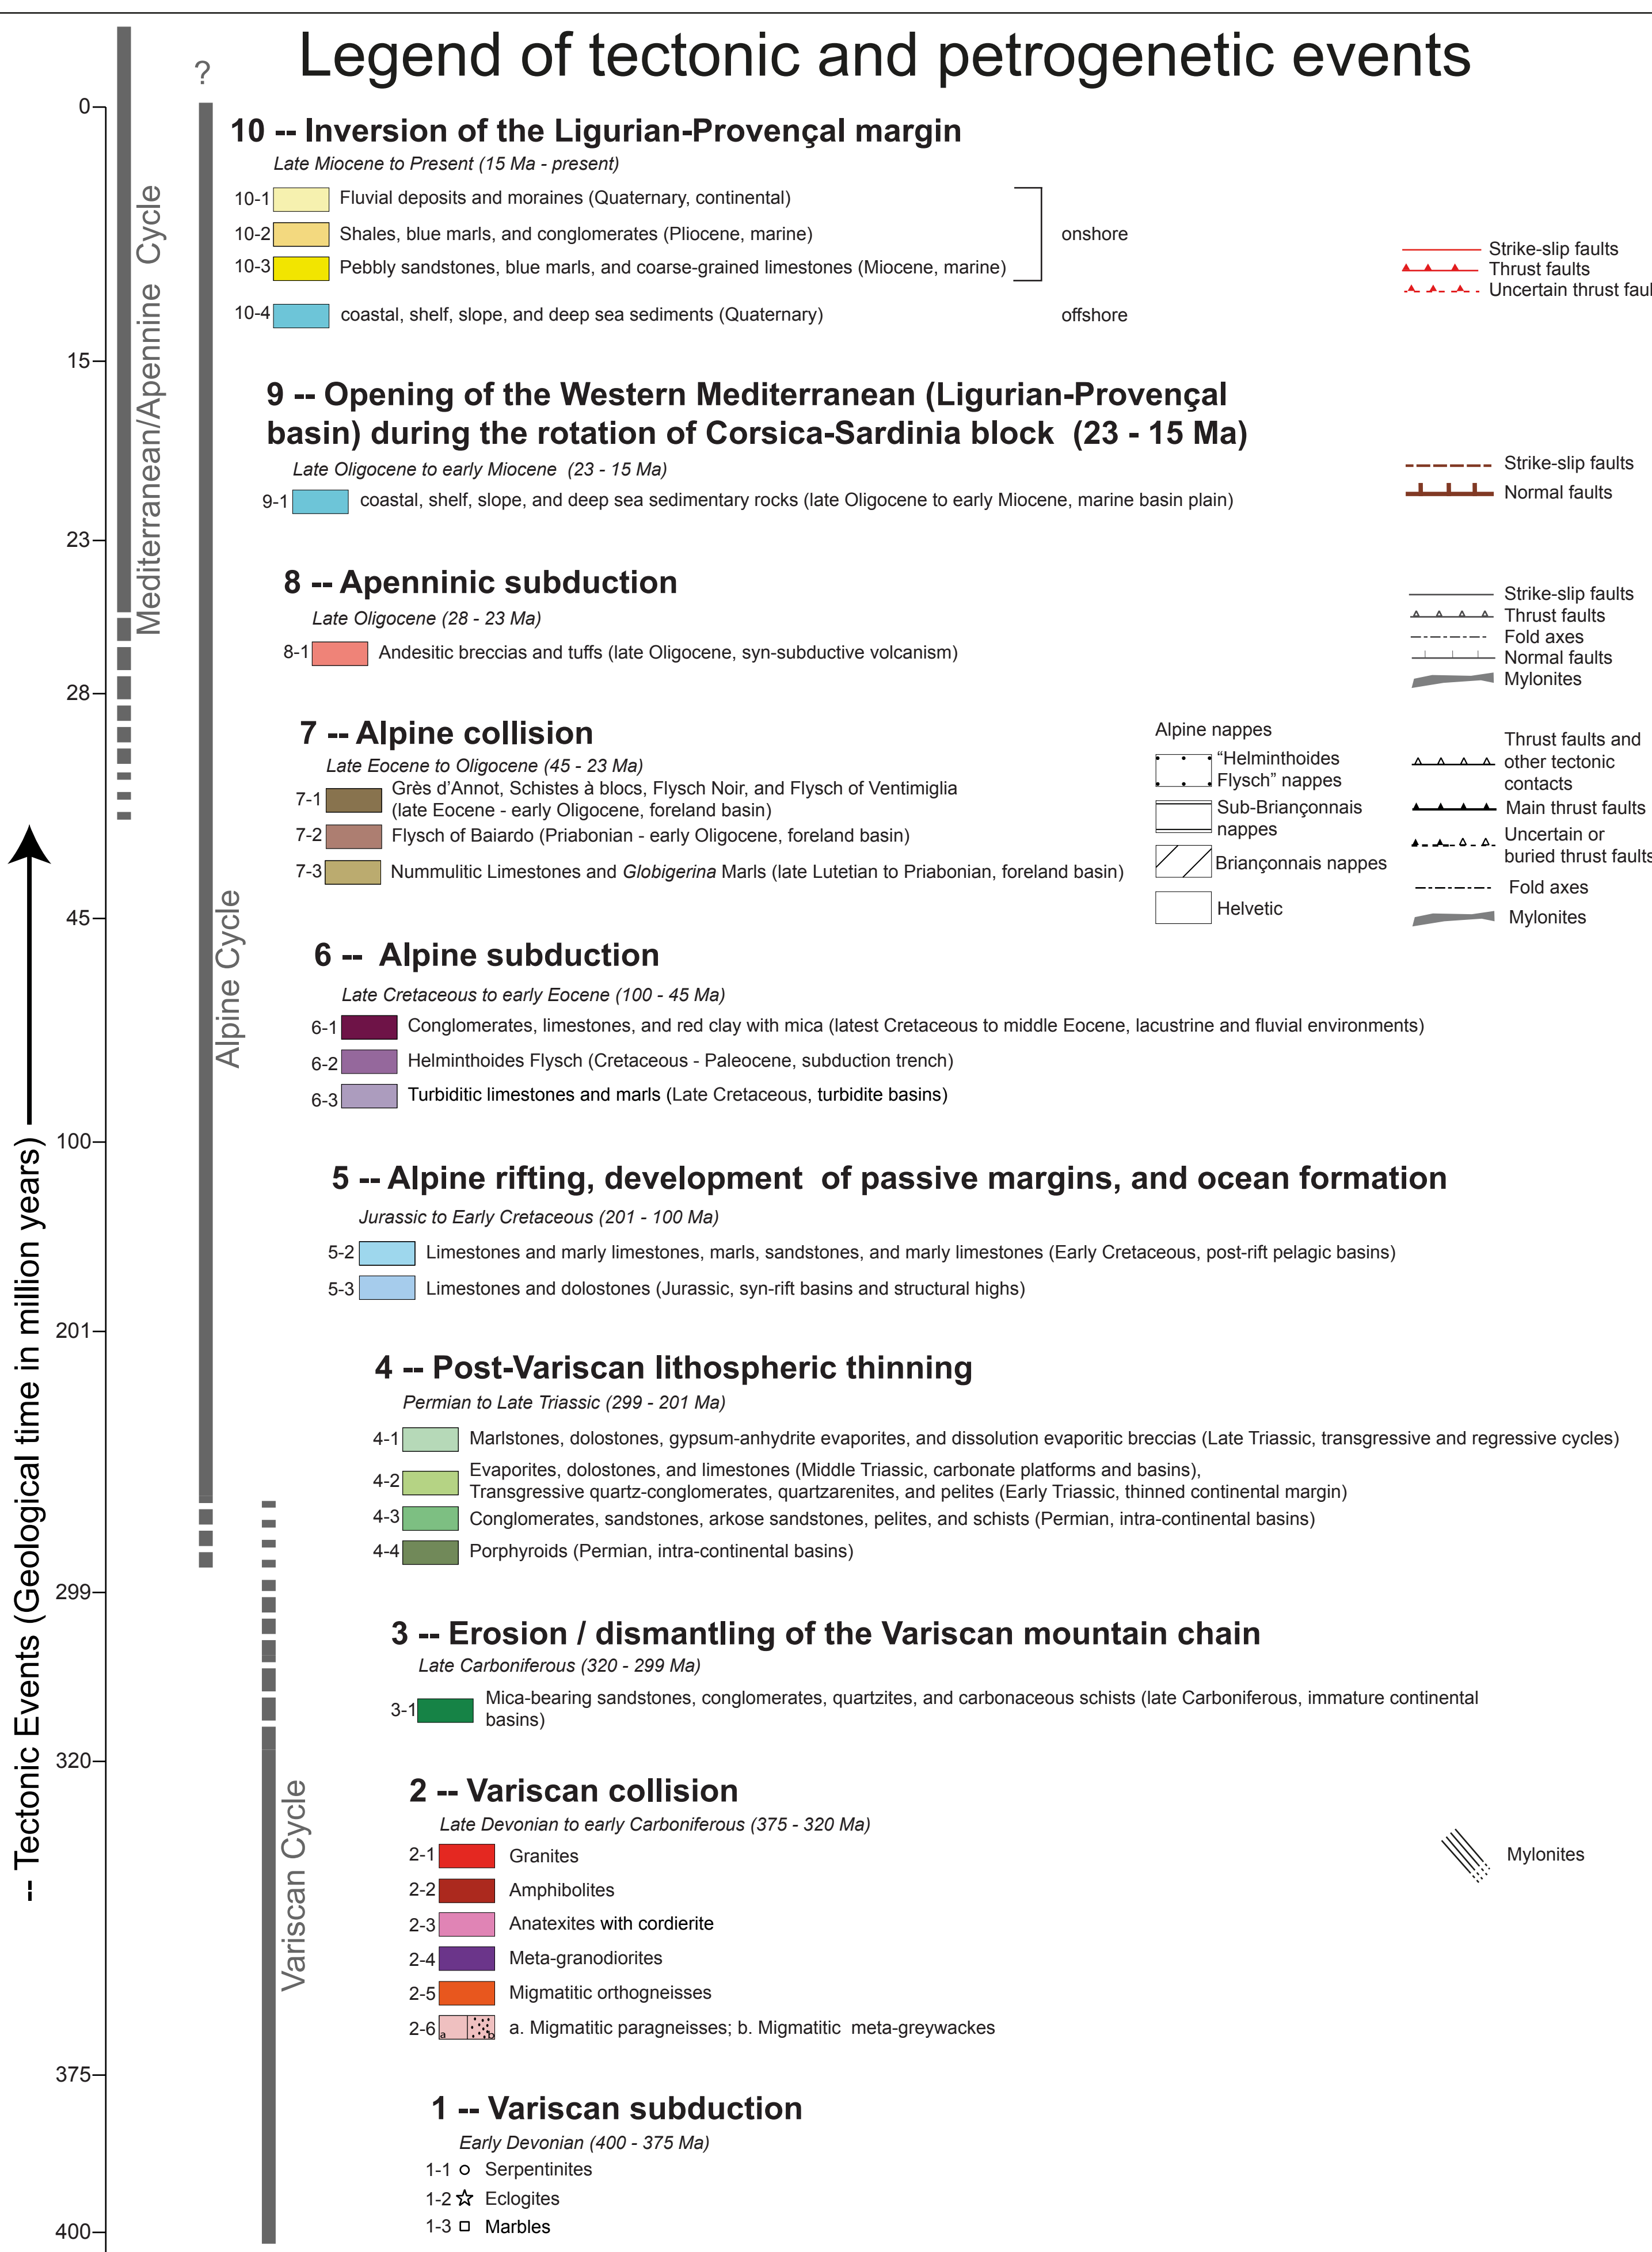 Legend of tectonic and petrogenetic events
?
0
15
23
28
45
100
201
299
320
375
400
-- Tectonic Events (Geological time in million years)
Mediterranean/Apennine Cycle
Alpine Cycle
Variscan Cycle
10 -- Inversion of the Ligurian-Provençal margin
Late Miocene to Present (15 Ma - present)
10-1 Fluvial deposits and moraines (Quaternary, continental)
10-2 Shales, blue marls, and conglomerates (Pliocene, marine)
onshore
10-3 Pebbly sandstones, blue marls, and coarse-grained limestones (Miocene, marine)
10-4 coastal, shelf, slope, and deep sea sediments (Quaternary)
offshore
Strike-slip faults
Thrust faults
Uncertain thrust faul
9 -- Opening of the Western Mediterranean (Ligurian-Provençal
basin) during the rotation of Corsica-Sardinia block (23 - 15 Ma)
Late Oligocene to early Miocene (23 - 15 Ma)
9-1 coastal, shelf, slope, and deep sea sedimentary rocks (late Oligocene to early Miocene, marine basin plain)
Strike-slip faults
Normal faults
8 -- Apenninic subduction
Late Oligocene (28 - 23 Ma)
8-1 Andesitic breccias and tuffs (late Oligocene, syn-subductive volcanism)
Strike-slip faults
Thrust faults
Fold axes
Normal faults
Mylonites
7 -- Alpine collision
Late Eocene to Oligocene (45 - 23 Ma)
7-1 Grès d’Annot, Schistes à blocs, Flysch Noir, and Flysch of Ventimiglia
(late Eocene - early Oligocene, foreland basin)
7-2 Flysch of Baiardo (Priabonian - early Oligocene, foreland basin)
7-3 Nummulitic Limestones and Globigerina Marls (late Lutetian to Priabonian, foreland basin)
Alpine nappes
“Helminthoides
Flysch” nappes
Sub-Briançonnais
nappes
Briançonnais nappes
Helvetic
Thrust faults and
other tectonic
contacts
Main thrust faults
Uncertain or
buried thrust faults
Fold axes
Mylonites
6 -- Alpine subduction
Late Cretaceous to early Eocene (100 - 45 Ma)
6-1 Conglomerates, limestones, and red clay with mica (latest Cretaceous to middle Eocene, lacustrine and fluvial environments)
6-2 Helminthoides Flysch (Cretaceous - Paleocene, subduction trench)
6-3 Turbiditic limestones and marls (Late Cretaceous, turbidite basins)
5 -- Alpine rifting, development of passive margins, and ocean formation
Jurassic to Early Cretaceous (201 - 100 Ma)
5-2 Limestones and marly limestones, marls, sandstones, and marly limestones (Early Cretaceous, post-rift pelagic basins)
5-3 Limestones and dolostones (Jurassic, syn-rift basins and structural highs)
4 -- Post-Variscan lithospheric thinning
Permian to Late Triassic (299 - 201 Ma)
4-1 Marlstones, dolostones, gypsum-anhydrite evaporites, and dissolution evaporitic breccias (Late Triassic, transgressive and regressive cycles)
4-2 Evaporites, dolostones, and limestones (Middle Triassic, carbonate platforms and basins),
Transgressive quartz-conglomerates, quartzarenites, and pelites (Early Triassic, thinned continental margin)
4-3 Conglomerates, sandstones, arkose sandstones, pelites, and schists (Permian, intra-continental basins)
4-4 Porphyroids (Permian, intra-continental basins)
3 -- Erosion / dismantling of the Variscan mountain chain
Late Carboniferous (320 - 299 Ma)
3-1 Mica-bearing sandstones, conglomerates, quartzites, and carbonaceous schists (late Carboniferous, immature continental
basins)
2 -- Variscan collision
Late Devonian to early Carboniferous (375 - 320 Ma)
2-1 Granites
2-2 Amphibolites
2-3 Anatexites with cordierite
2-4 Meta-granodiorites
2-5 Migmatitic orthogneisses
2-6 a b a. Migmatitic paragneisses; b. Migmatitic meta-greywackes
Mylonites
1 -- Variscan subduction
Early Devonian (400 - 375 Ma)
1-1 Serpentinites
1-2 Eclogites
1-3 Marbles